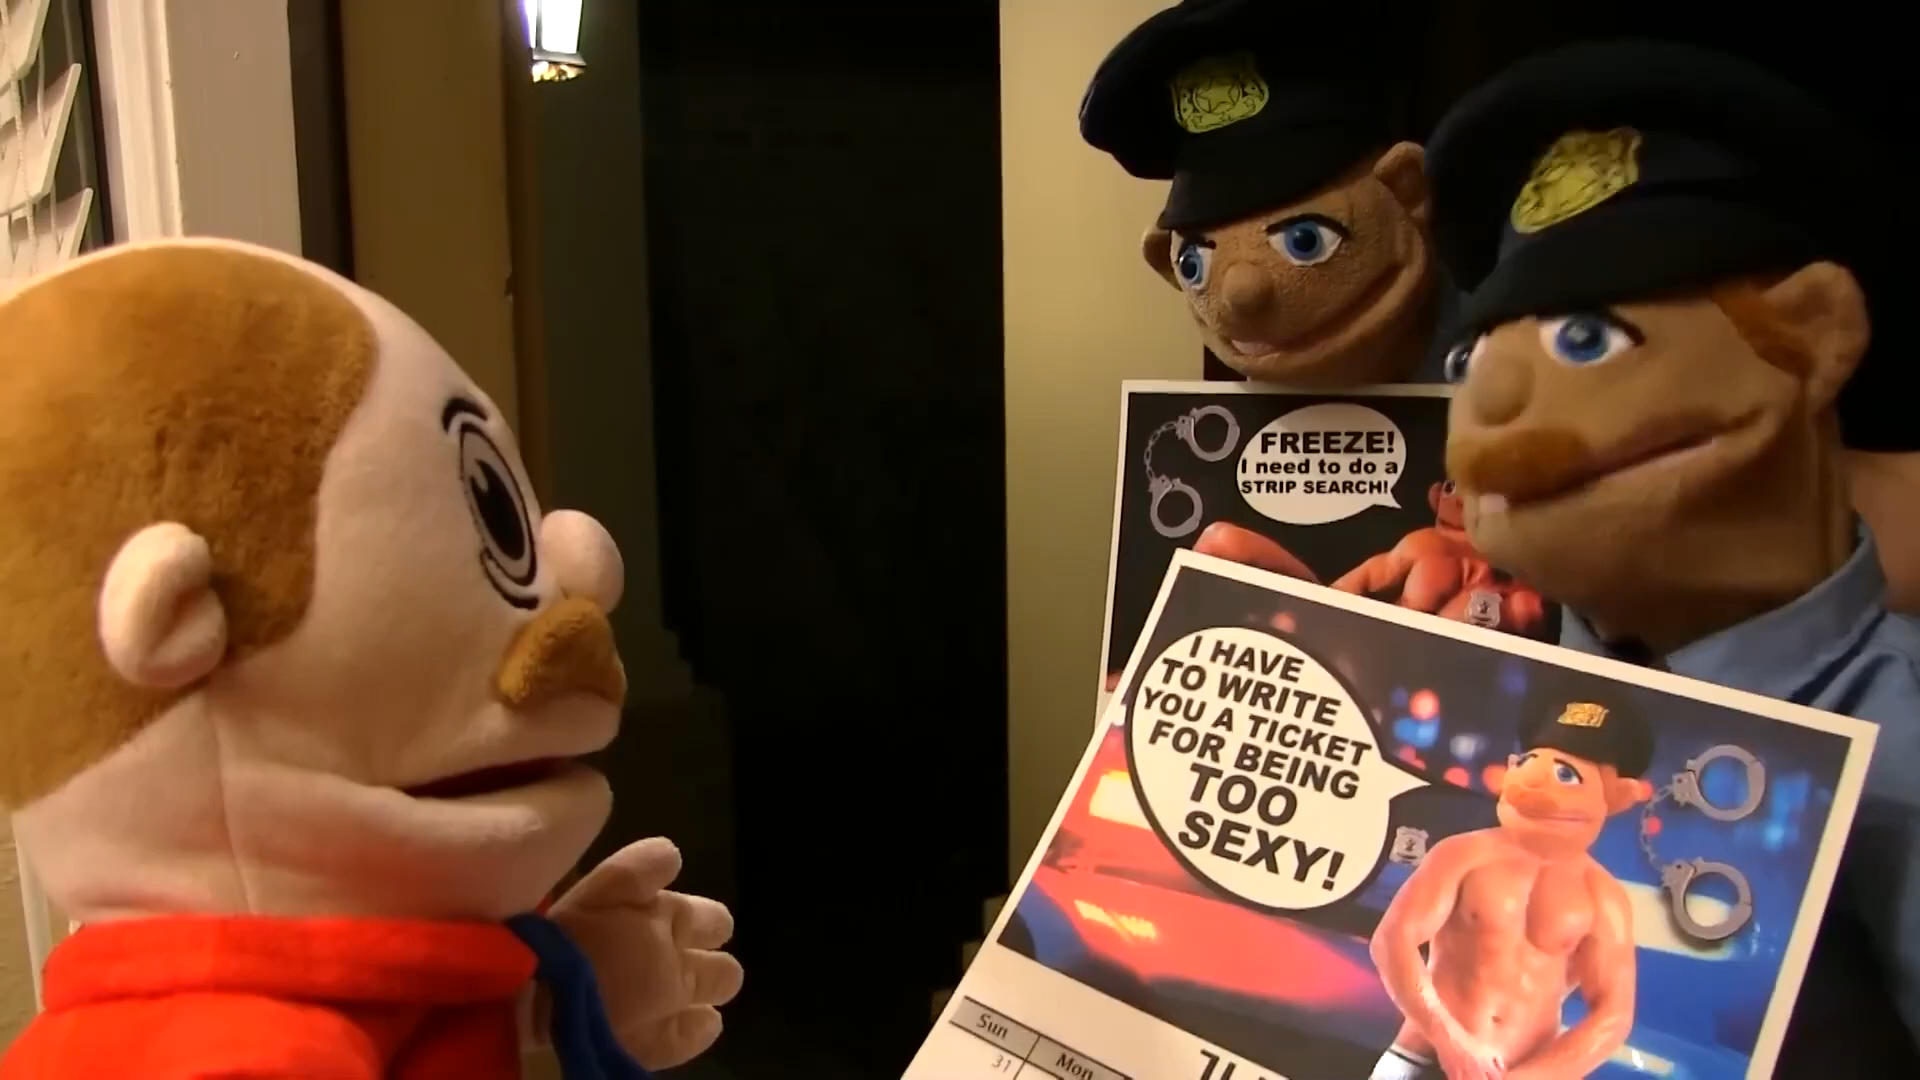 FREEZE!
I need to do a
STRIP SEARCH!
I HAVE
TO WRITE
YOU A TICKET
FOR BEING
TOO
SEXY!
Sun
Mon
31